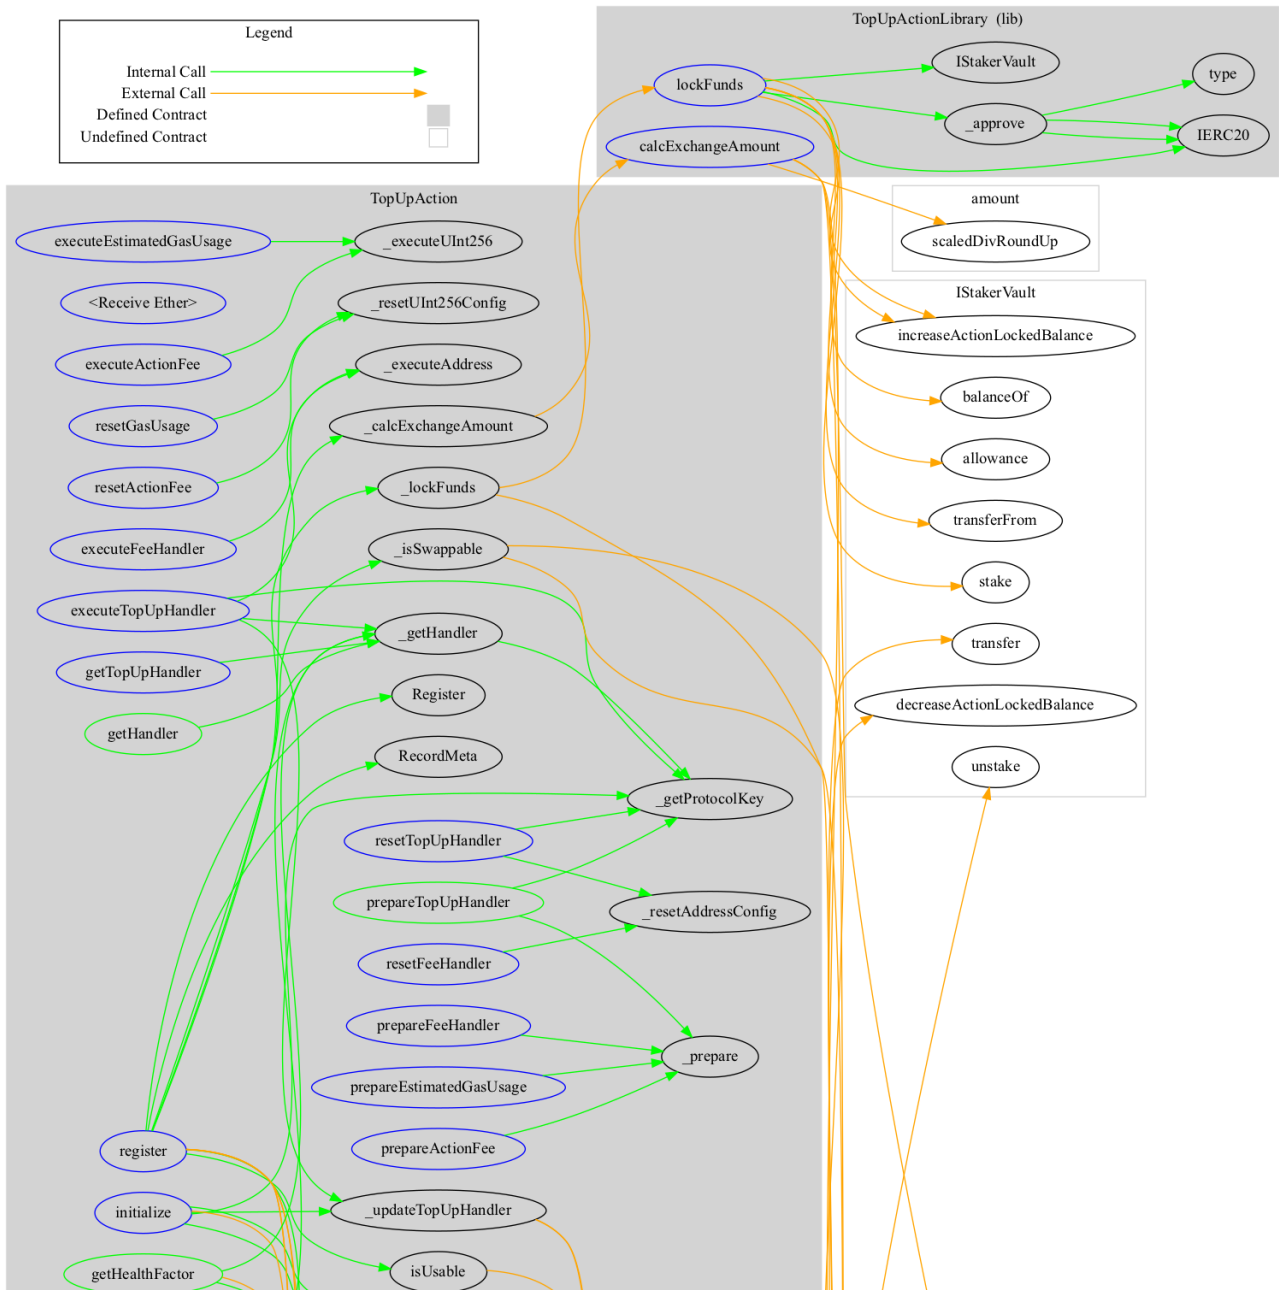 Legend
Internal Call
External Call
Defined Contract
Undefined Contract
TopUpActionLibrary  (lib)
lockFunds
IStakerVault
type
_approve
IERC20
calcExchangeAmount
amount
scaledDivRoundUp
IStakerVault
increaseActionLockedBalance
balanceOf
allowance
transferFrom
stake
transfer
decreaseActionLockedBalance
unstake
TopUpAction
executeEstimatedGasUsage
_executeUInt256
<Receive Ether>
_resetUInt256Config
executeActionFee
_executeAddress
resetGasUsage
_calcExchangeAmount
resetActionFee
_lockFunds
executeFeeHandler
_isSwappable
executeTopUpHandler
_getHandler
getTopUpHandler
Register
getHandler
RecordMeta
_getProtocolKey
resetTopUpHandler
prepareTopUpHandler
_resetAddressConfig
resetFeeHandler
prepareFeeHandler
_prepare
prepareEstimatedGasUsage
prepareActionFee
register
initialize
_updateTopUpHandler
getHealthFactor
isUsable